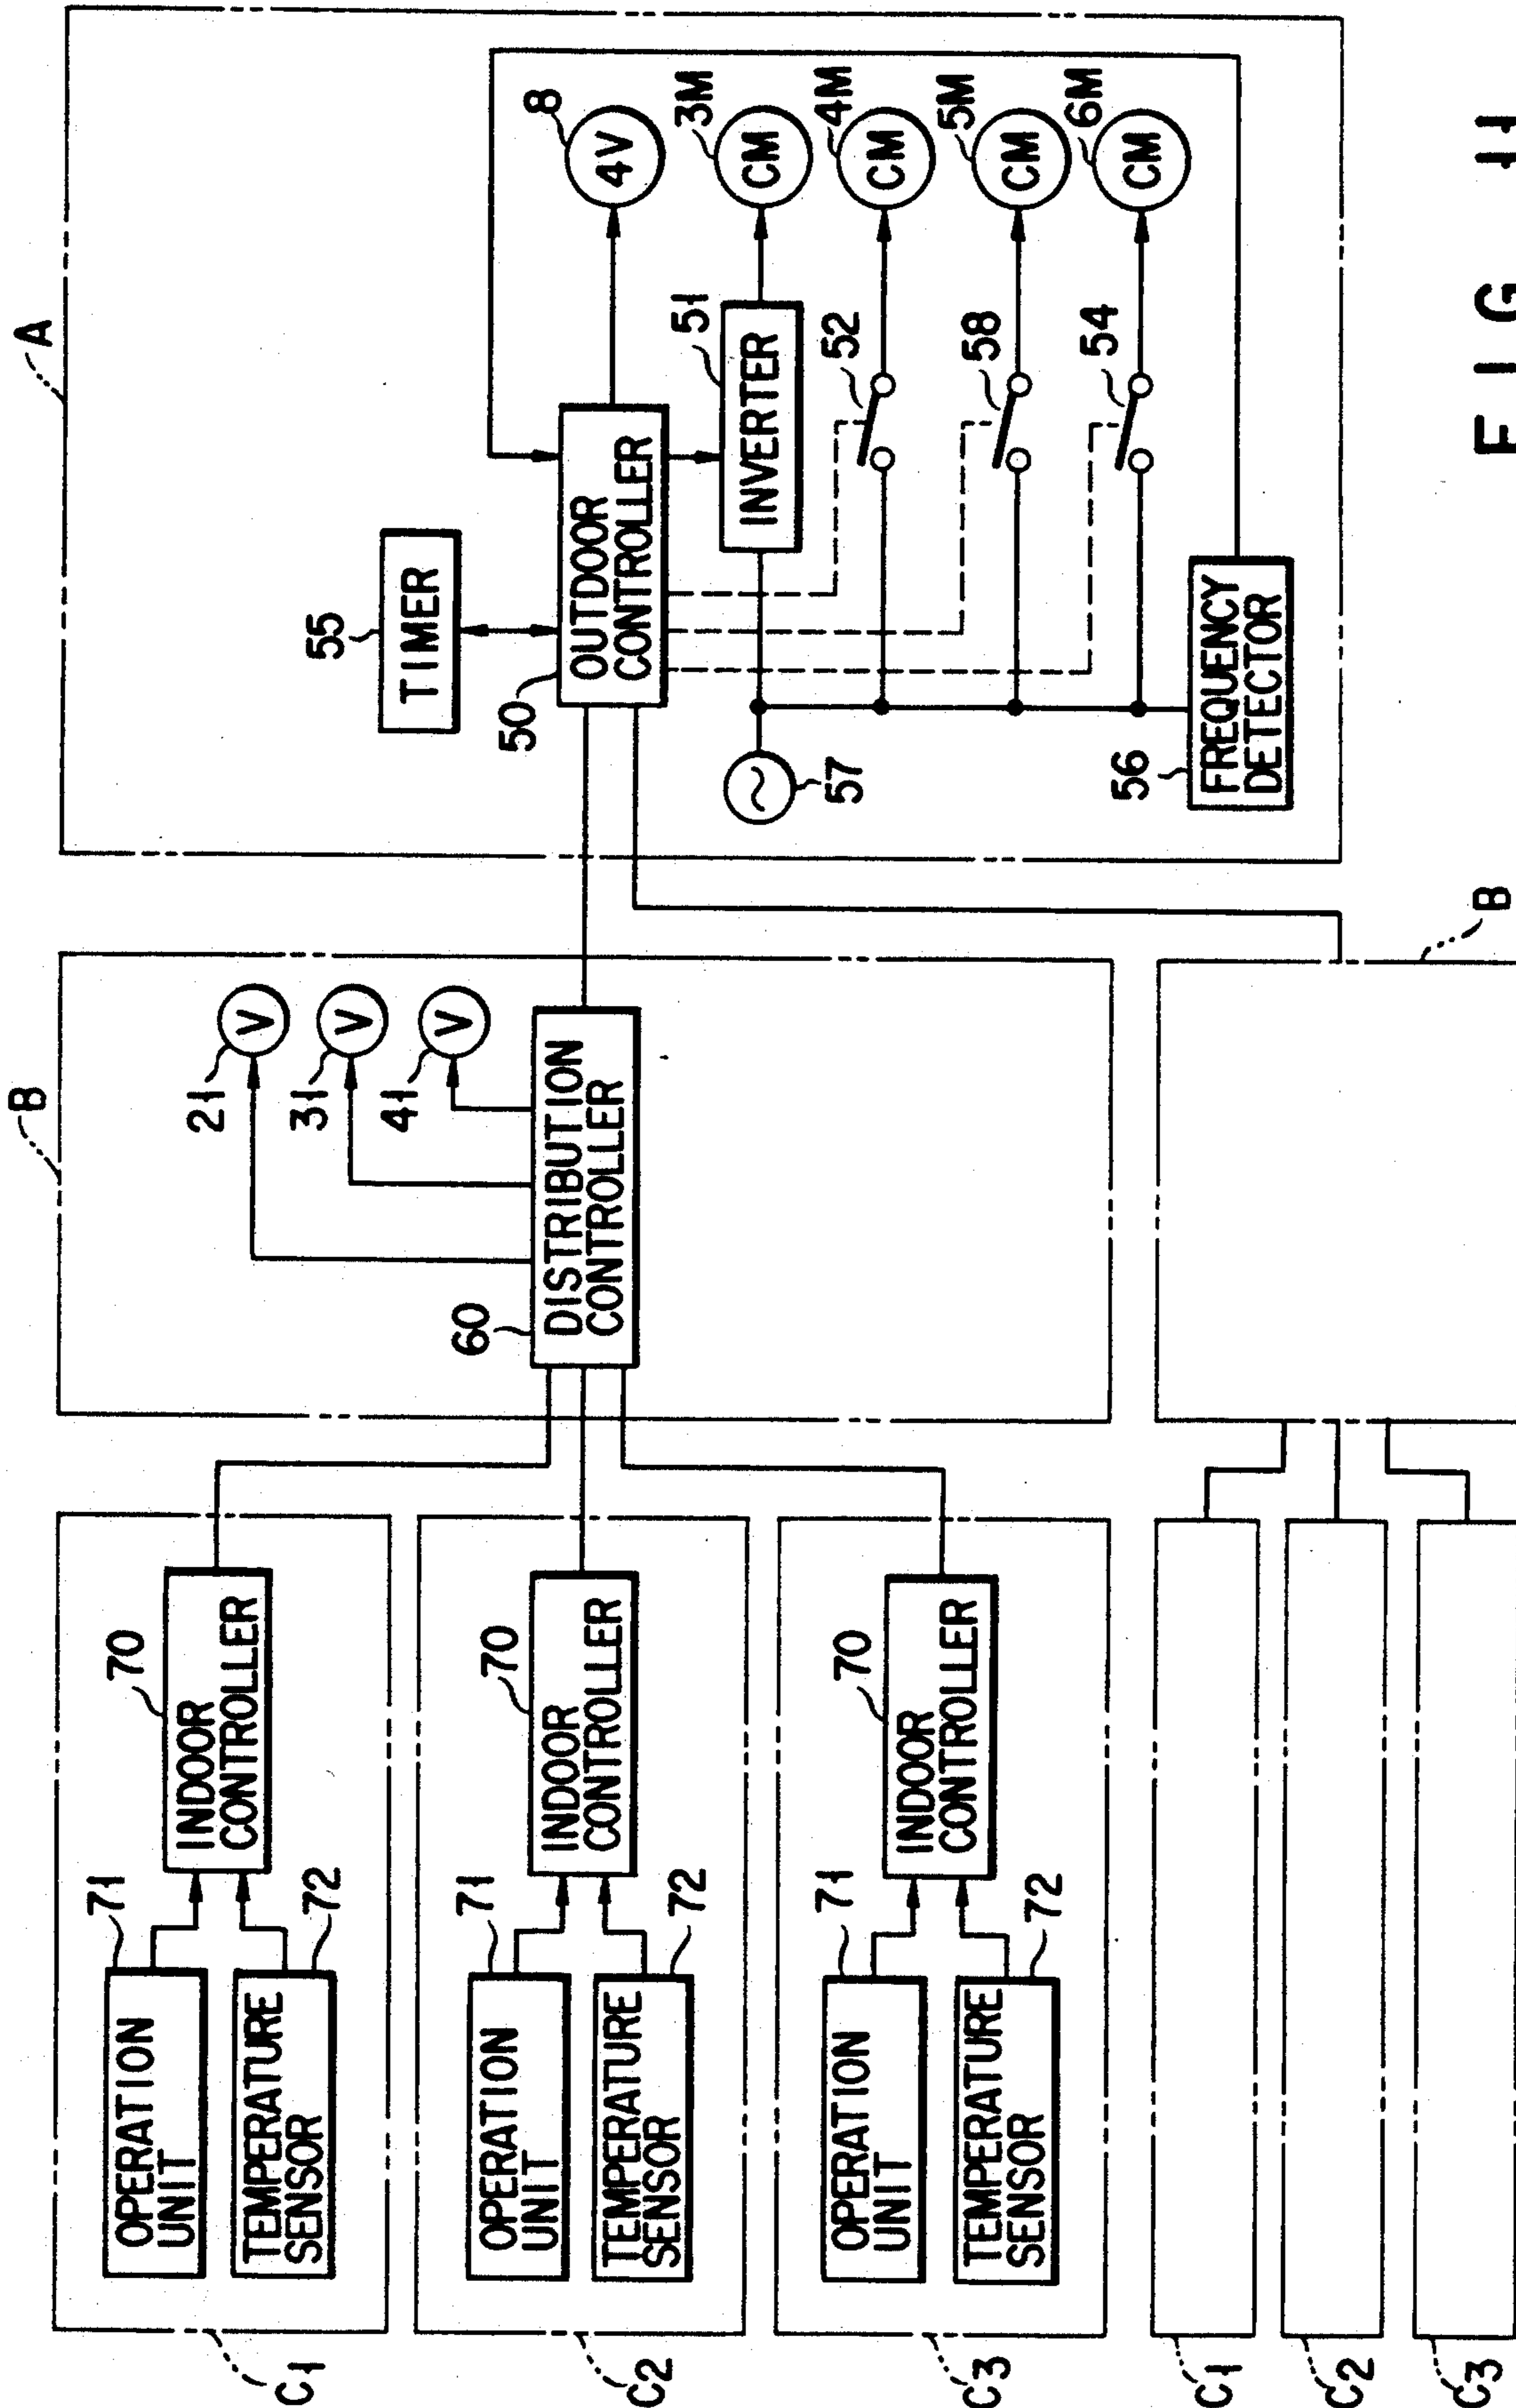 A
55
TIMER
50
OUTDOOR
CONTROLLER
8
4V
51
INVERTER
3M
CM
52
4M
CM
58
5M
CM
54
6M
CM
57
56
FREQUENCY
DETECTOR
B
21
V
31
V
41
V
60
DISTRIBUTION
CONTROLLER
B
C1
OPERATION
UNIT
71
TEMPERATURE
SENSOR
72
70
INDOOR
CONTROLLER
C2
OPERATION
UNIT
71
TEMPERATURE
SENSOR
72
70
INDOOR
CONTROLLER
C3
OPERATION
UNIT
71
TEMPERATURE
SENSOR
72
70
INDOOR
CONTROLLER
C1
C2
C3